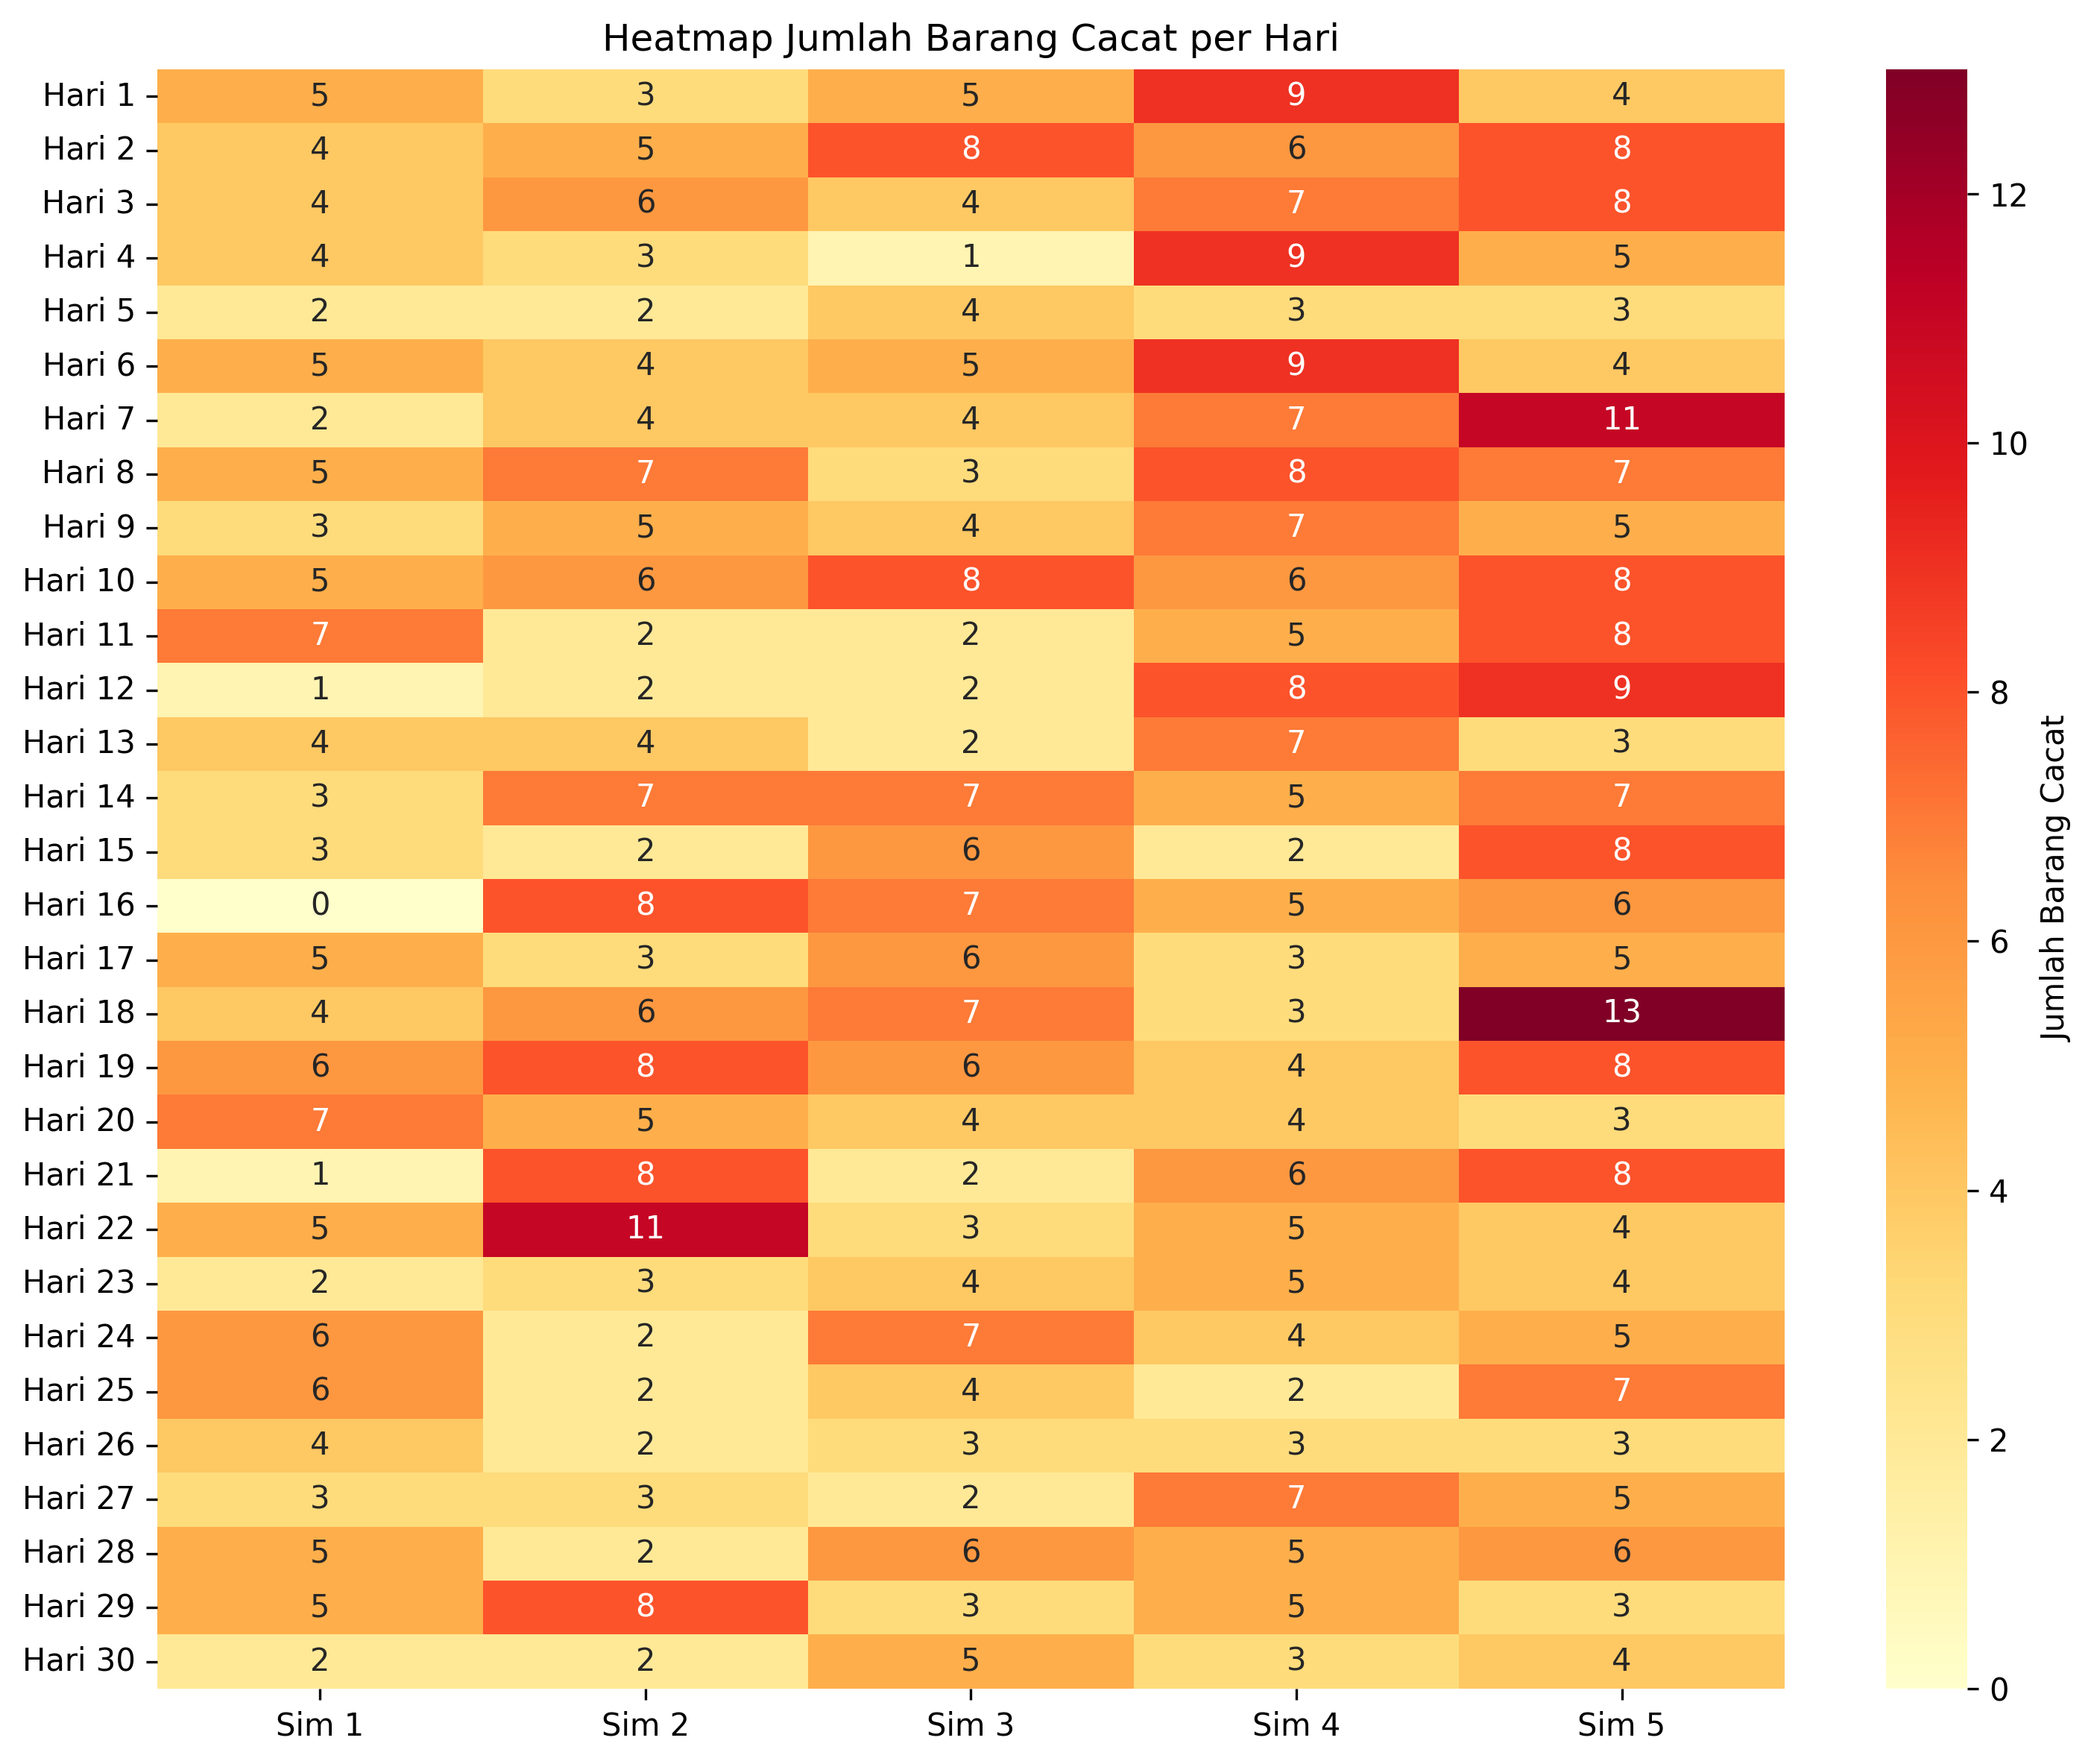 Heatmap Jumlah Barang Cacat per Hari
Hari 1 5 3 5 9 4
Hari 2 4 5 8 6 8
Hari 3 4 6 4 7 8
Hari 4 4 3 1 9 5
Hari 5 2 2 4 3 3
Hari 6 5 4 5 9 4
Hari 7 2 4 4 7 11
Hari 8 5 7 3 8 7
Hari 9 3 5 4 7 5
Hari 10 5 6 8 6 8
Hari 11 7 2 2 5 8
Hari 12 1 2 2 8 9
Hari 13 4 4 2 7 3
Hari 14 3 7 7 5 7
Hari 15 3 2 6 2 8
Hari 16 0 8 7 5 6
Hari 17 5 3 6 3 5
Hari 18 4 6 7 3 13
Hari 19 6 8 6 4 8
Hari 20 7 5 4 4 3
Hari 21 1 8 2 6 8
Hari 22 5 11 3 5 4
Hari 23 2 3 4 5 4
Hari 24 6 2 7 4 5
Hari 25 6 2 4 2 7
Hari 26 4 2 3 3 3
Hari 27 3 3 2 7 5
Hari 28 5 2 6 5 6
Hari 29 5 8 3 5 3
Hari 30 2 2 5 3 4
Sim 1 Sim 2 Sim 3 Sim 4 Sim 5
12
10
8
6
4
2
0
Jumlah Barang Cacat